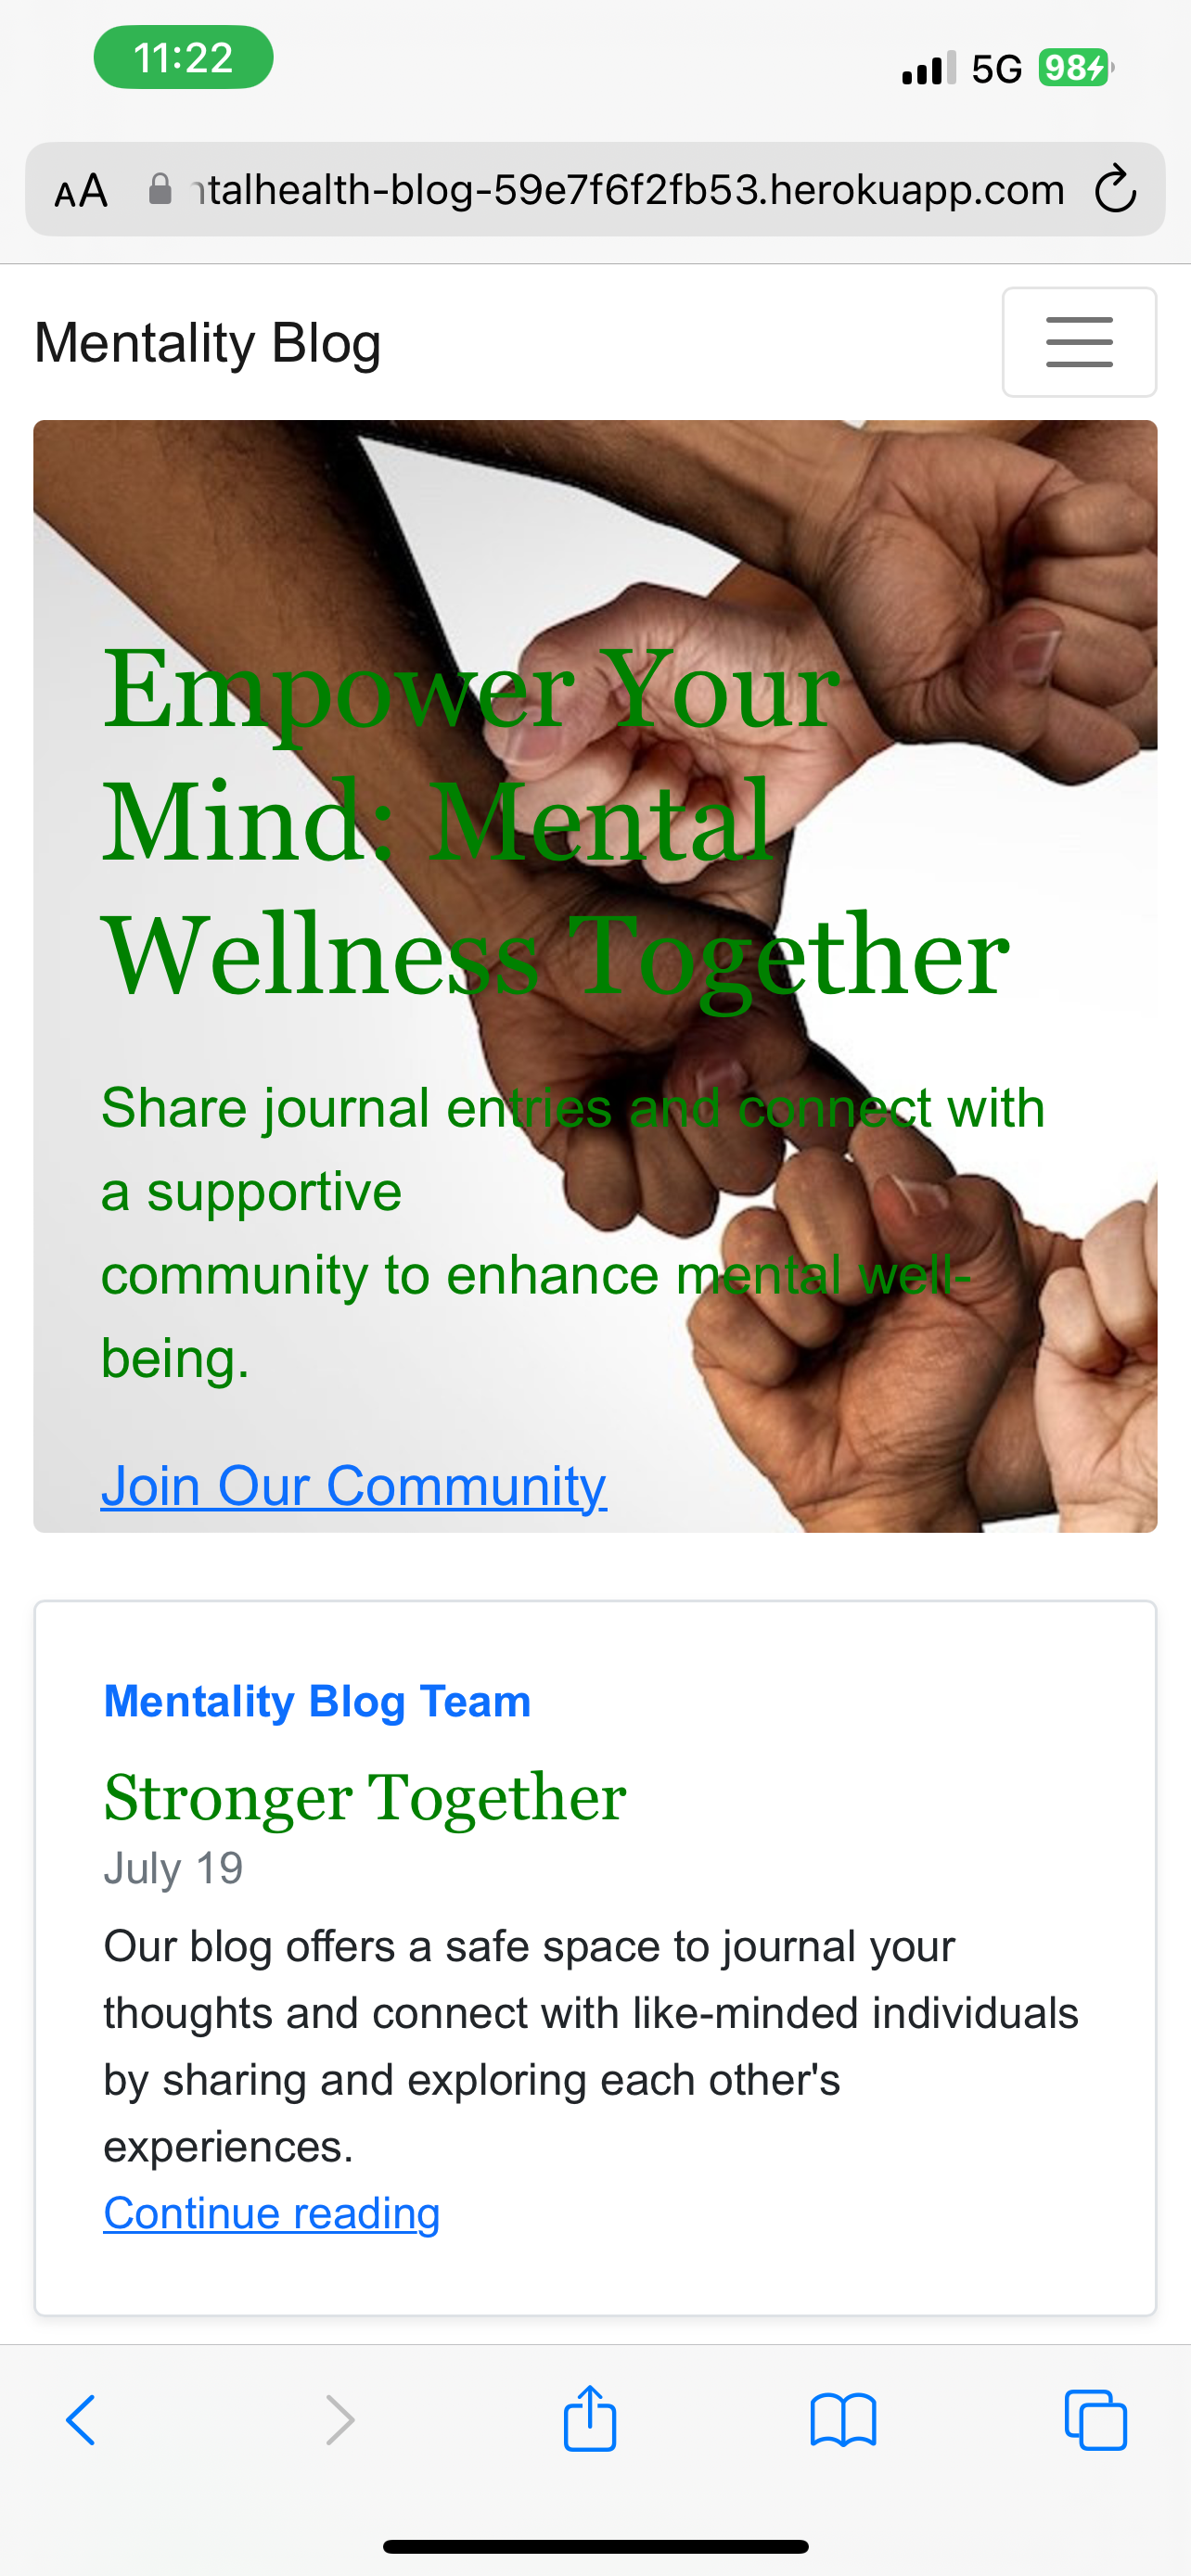 11:22
5G 98
AA ntalhealth-blog-59e7f6f2fb53.herokuapp.com
Mentality Blog
Empower Your
Mind: Mental
Wellness Together
Share journal entries and connect with
a supportive
community to enhance mental well-
being.
Join Our Community
Mentality Blog Team
Stronger Together
July 19
Our blog offers a safe space to journal your
thoughts and connect with like-minded individuals
by sharing and exploring each other's
experiences.
Continue reading